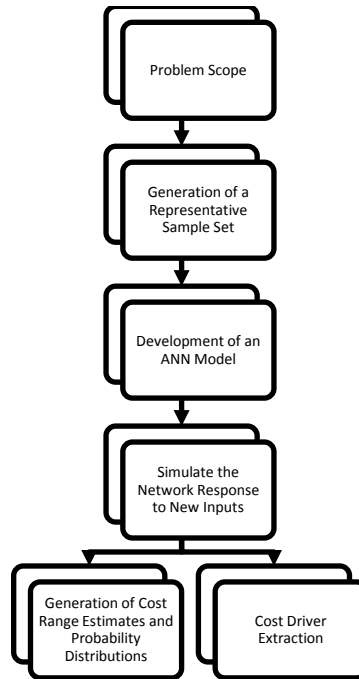 Problem Scope
Generation of a
Representative
Sample Set
Development of an
ANN Model
Simulate the
Network Response
to New Inputs
Generation of Cost
Range Estimates and
Probability
Distributions
Cost Driver
Extraction